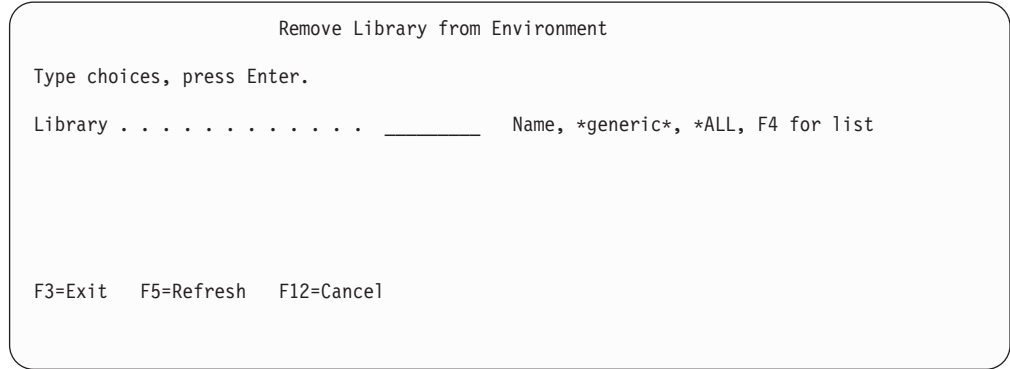 Remove Library from Environment
Type choices, press Enter.
Library . . . . . . . . . . . . _________ Name, *generic*, *ALL, F4 for list
F3=Exit F5=Refresh F12=Cancel